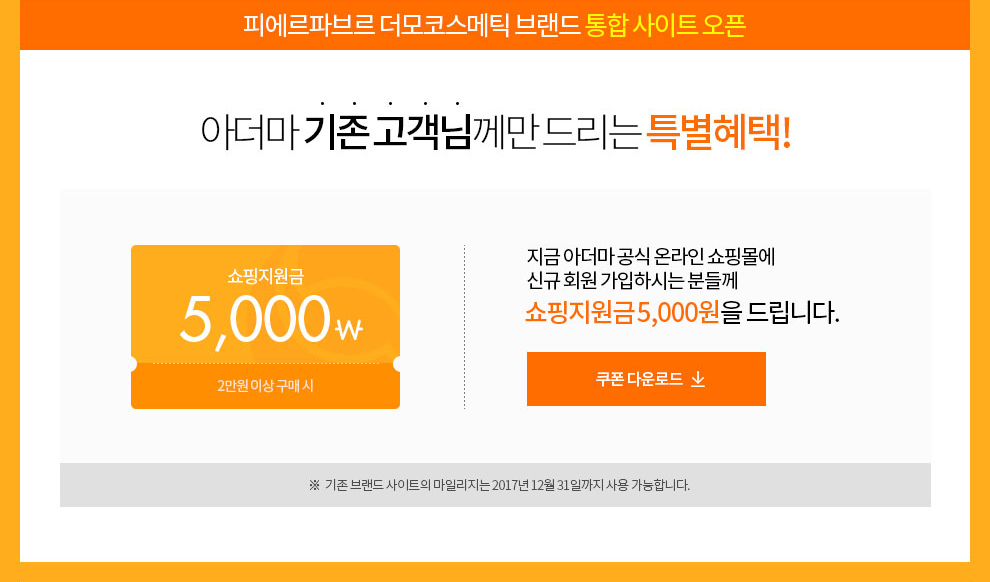 피에르파브르 더모코스메틱 브랜드 통합 사이트 오픈
아더마 기존 고객님께만 드리는 특별혜택!
쇼핑지원금
5,000₩
2만원 이상 구매 시
지금 아더마 공식 온라인 쇼핑몰에
신규 회원 가입하시는 분들께
쇼핑지원금 5,000원을 드립니다.
쿠폰 다운로드
※ 기존 브랜드 사이트의 마일리지는 2017년 12월 31일까지 사용 가능합니다.